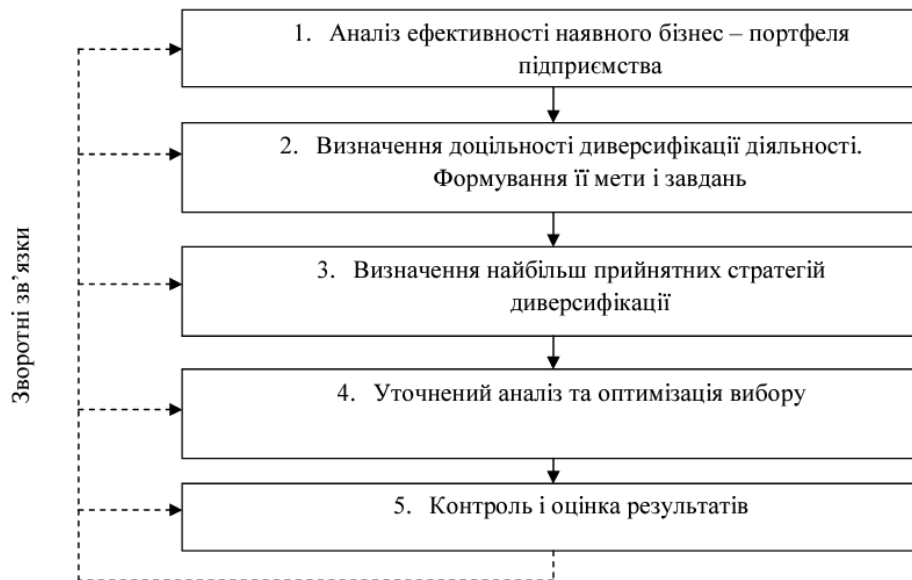 1. Аналіз ефективності наявного бізнес – портфеля
підприємства
2. Визначення доцільності диверсифікації діяльності.
Формування її мети і завдань
3. Визначення найбільш прийнятних стратегій
диверсифікації
4. Уточнений аналіз та оптимізація вибору
5. Контроль і оцінка результатів
Зворотні зв’язки